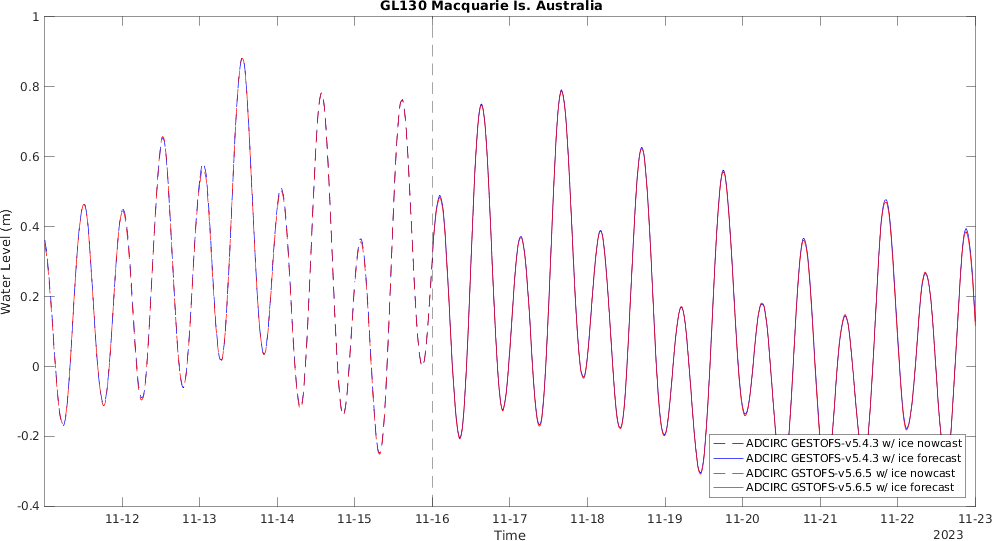 GL130 Macquarie Is. Australia
1
0.8
0.6
0.4
0.2
0
-0.2
-0.4
Water Level (m)
ADCIRC GESTOFS-v5.4.3 w/ ice nowcast
ADCIRC GESTOFS-v5.4.3 w/ ice forecast
ADCIRC GSTOFS-v5.6.5 w/ ice nowcast
ADCIRC GSTOFS-v5.6.5 w/ ice forecast
11-12 11-13 11-14 11-15 11-16 11-17 11-18 11-19 11-20 11-21 11-22 11-23
Time
2023